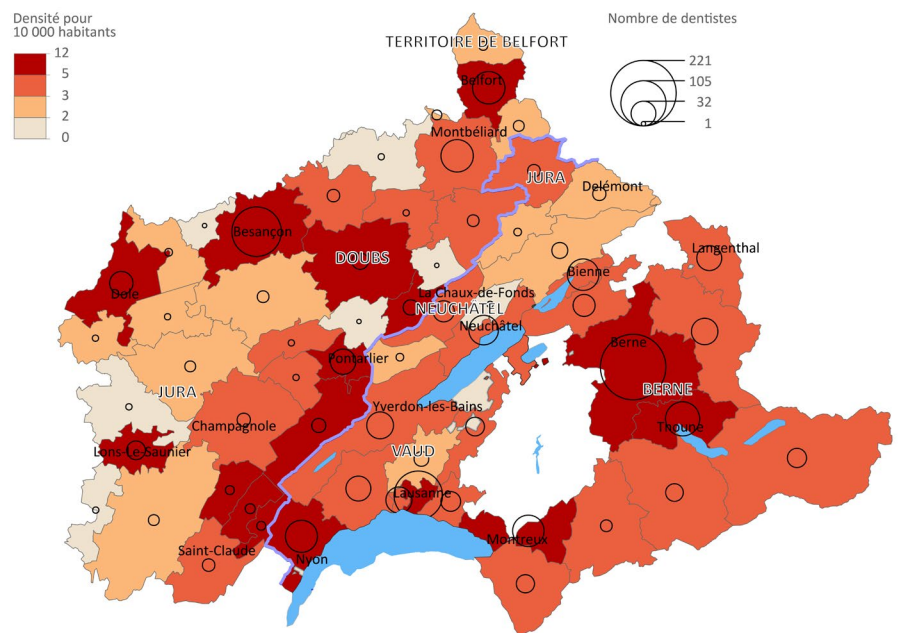 Densité pour
10 000 habitants
12
5
3
2
0
Nombre de dentistes
221
105
32
1
TERRITOIRE DE BELFORT
Belfort
Montbéliard
JURA
Delémont
Besançon
Langenthal
DOUBS
Bienne
Dole
La Chaux-de-Fonds
NEUCHÂTEL
Neuchâtel
Berne
Pontarlier
JURA
BERNE
Yverdon-les-Bains
Champagnole
Thoune
Lons-Le-Saunier
VAUD
Lausanne
Montreux
Saint-Claude
Nyon